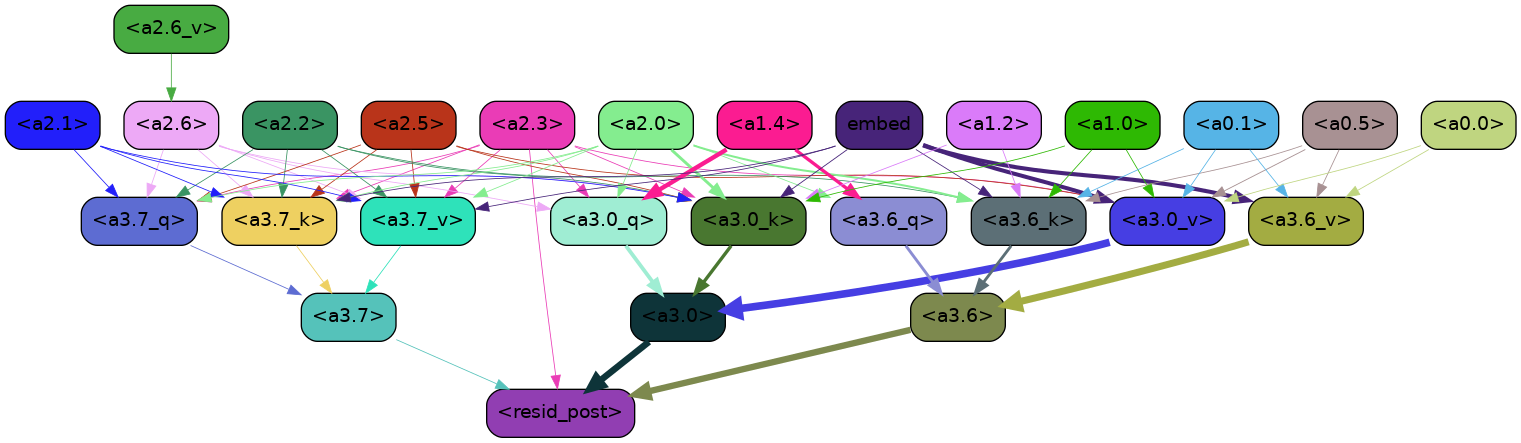 <a2.6_v>
<a2.1> <a2.6> <a2.2> <a2.5> <a2.3> <a2.0> <a1.4> embed <a1.2> <a1.0> <a0.1> <a0.5> <a0.0>
<a3.7_q> <a3.7_k> <a3.7_v> <a3.0_q> <a3.0_k> <a3.6_q> <a3.6_k> <a3.0_v> <a3.6_v>
<a3.7> <a3.0> <a3.6>
<resid_post>